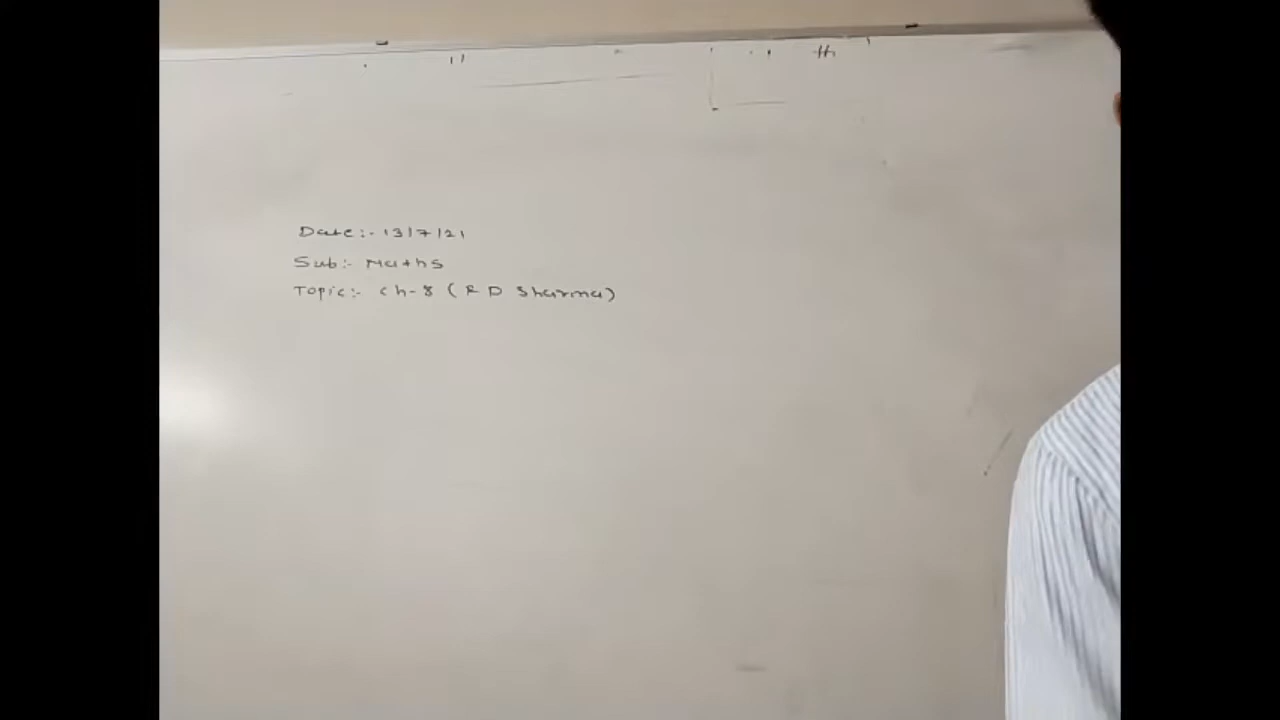 Date:- 13/7/21
Sub:- Maths
Topic:- Ch-8 (R D Sharma)